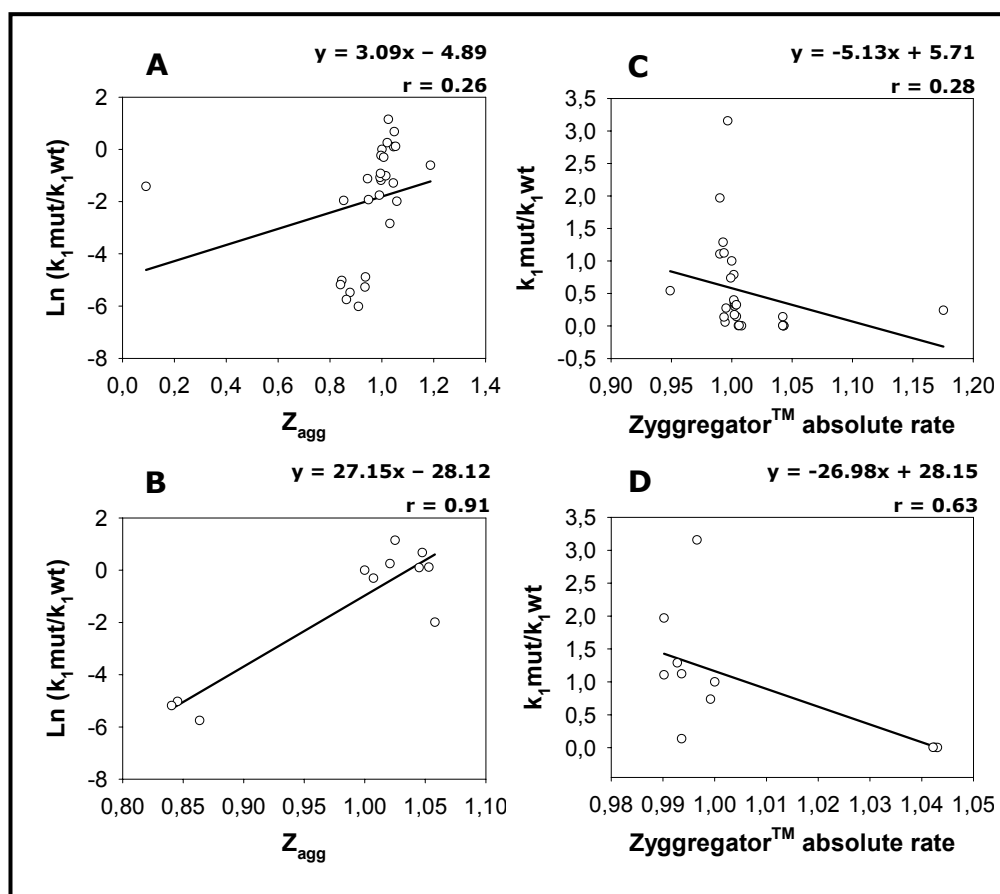 A
y = 3.09x – 4.89
r = 0.26
Ln (k1mut/k1wt)
2
0
-2
-4
-6
-8
0,0 0,2 0,4 0,6 0,8 1,0 1,2 1,4
Zagg
C
y = -5.13x + 5.71
r = 0.28
k1mut/k1wt
3,5
3,0
2,5
2,0
1,5
1,0
0,5
0,0
-0,5
0,90 0,95 1,00 1,05 1,10 1,15 1,20
Zyggregator™ absolute rate
B
y = 27.15x – 28.12
r = 0.91
Ln (k1mut/k1wt)
2
0
-2
-4
-6
-8
0,80 0,85 0,90 0,95 1,00 1,05 1,10
Zagg
D
y = -26.98x + 28.15
r = 0.63
k1mut/k1wt
3,5
3,0
2,5
2,0
1,5
1,0
0,5
0,0
0,98 0,99 1,00 1,01 1,02 1,03 1,04 1,05
Zyggregator™ absolute rate